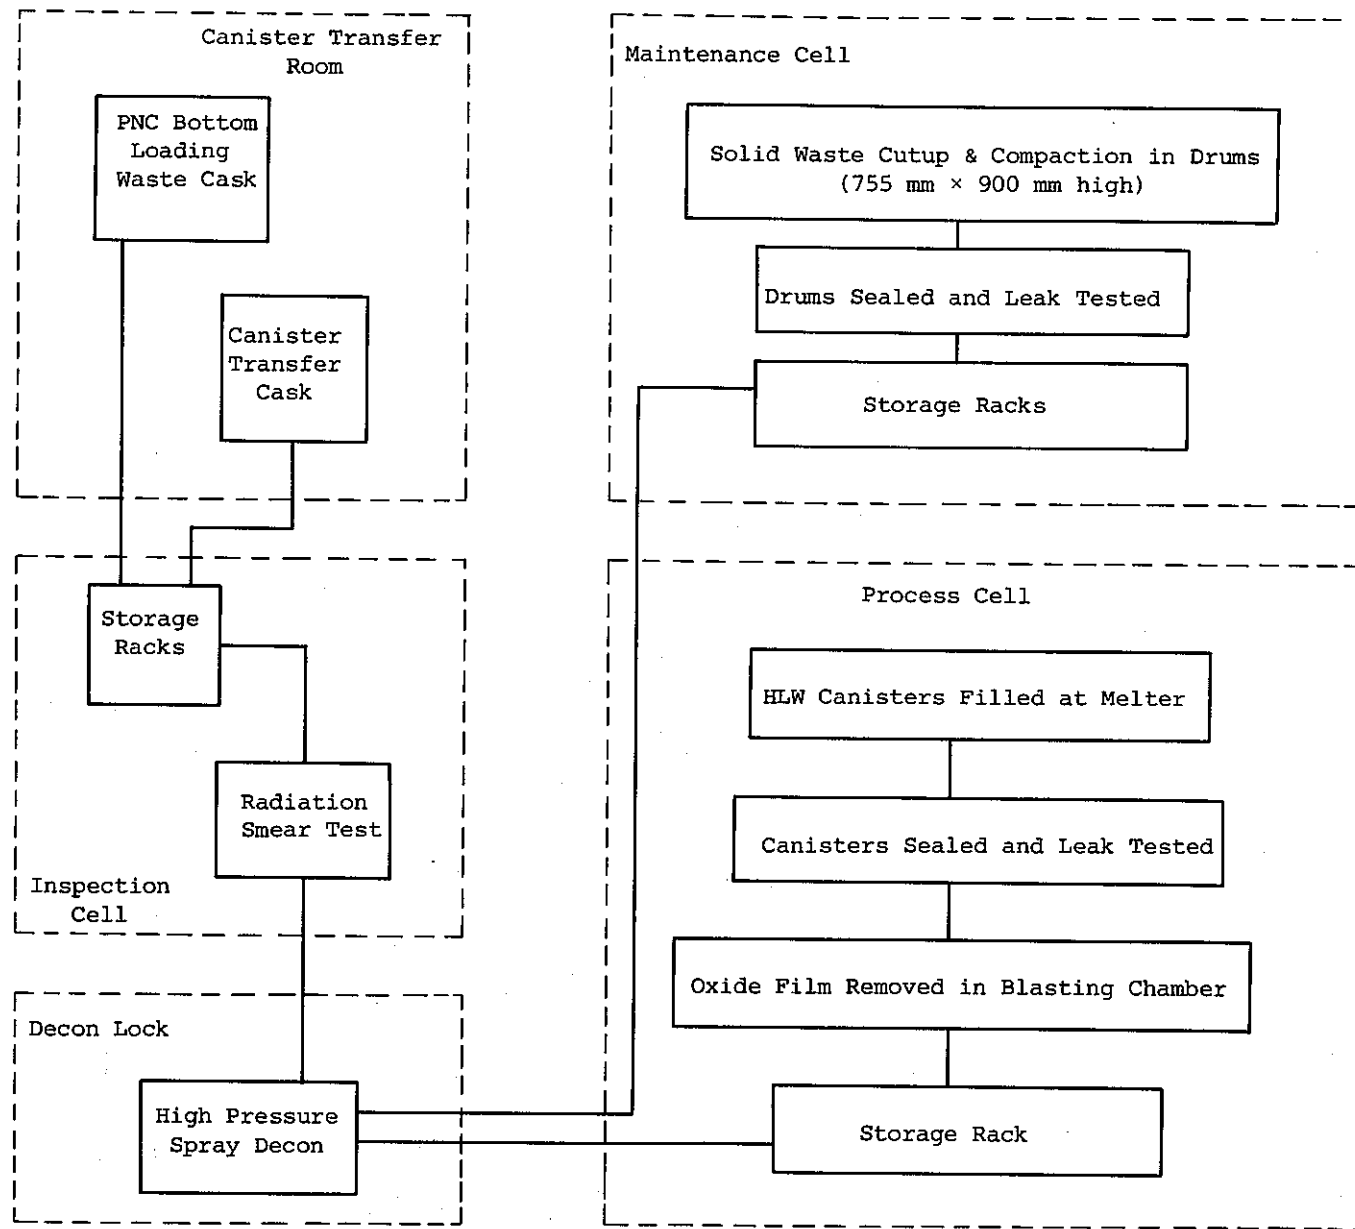 Canister Transfer
Room
PNC Bottom
Loading
Waste Cask
Canister
Transfer
Cask
Maintenance Cell
Solid Waste Cutup & Compaction in Drums
(755 mm × 900 mm high)
Drums Sealed and Leak Tested
Storage Racks
Storage
Racks
Radiation
Smear Test
Inspection
Cell
Process Cell
HLW Canisters Filled at Melter
Canisters Sealed and Leak Tested
Oxide Film Removed in Blasting Chamber
Storage Rack
Decon Lock
High Pressure
Spray Decon